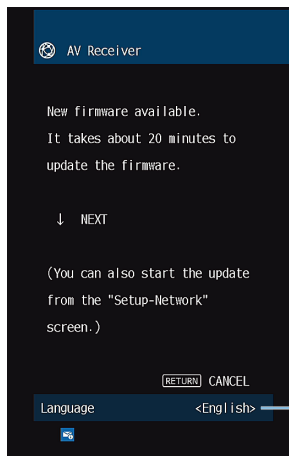 AV Receiver
New firmware available.
It takes about 20 minutes to
update the firmware.
↓ NEXT
(You can also start the update
from the "Setup-Network"
screen.)
RETURN CANCEL
Language <English>